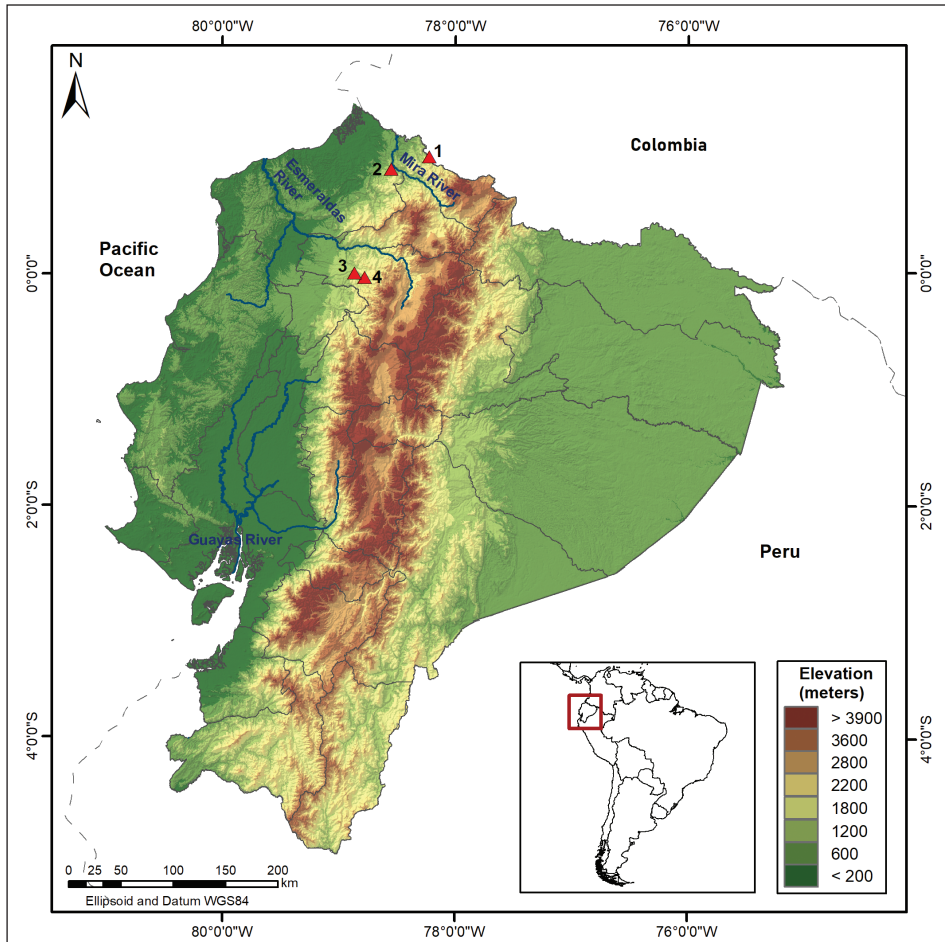 80°0'0"W
78°0'0"W
76°0'0"W
N
Colombia
1
2
Mira River
Esmeraldas
River
Pacific
Ocean
0°0'0"
0°0'0"
3
4
2°0'0"S
2°0'0"S
Guayas River
Peru
Elevation
(meters)
> 3900
3600
2800
2200
1800
1200
600
< 200
4°0'0"S
4°0'0"S
0 25 50 100 150 200
km
Ellipsoid and Datum WGS84
80°0'0"W
78°0'0"W
76°0'0"W